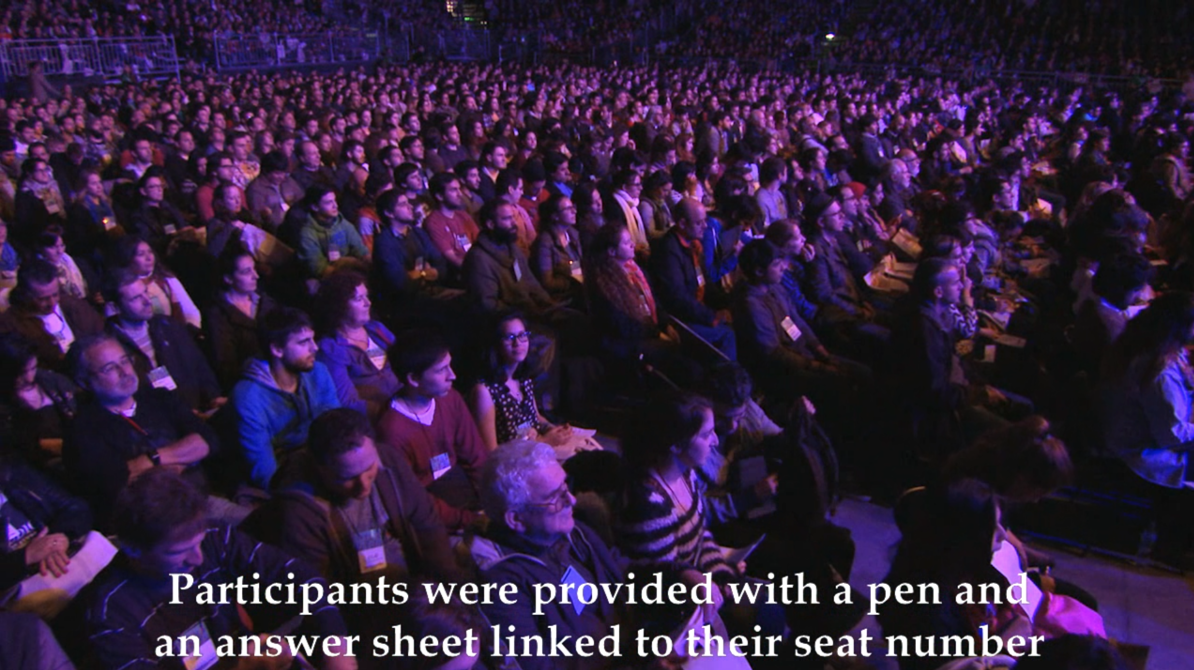 Participants were provided with a pen and
an answer sheet linked to their seat number